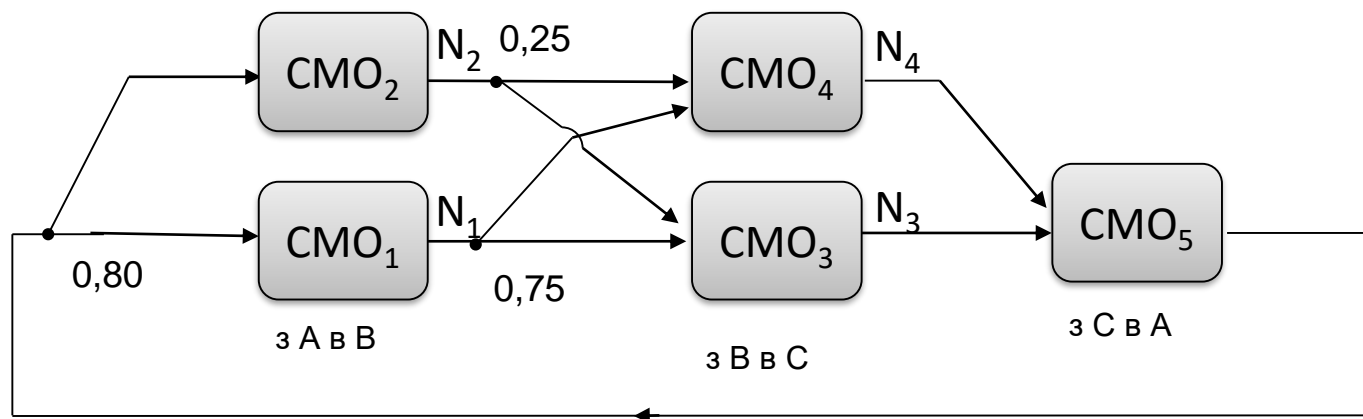 СМО₂
N₂
0,25
СМО₄
N₄
СМО₁
N₁
СМО₃
N₃
СМО₅
0,80
0,75
з А в В
з В в С
з С в А